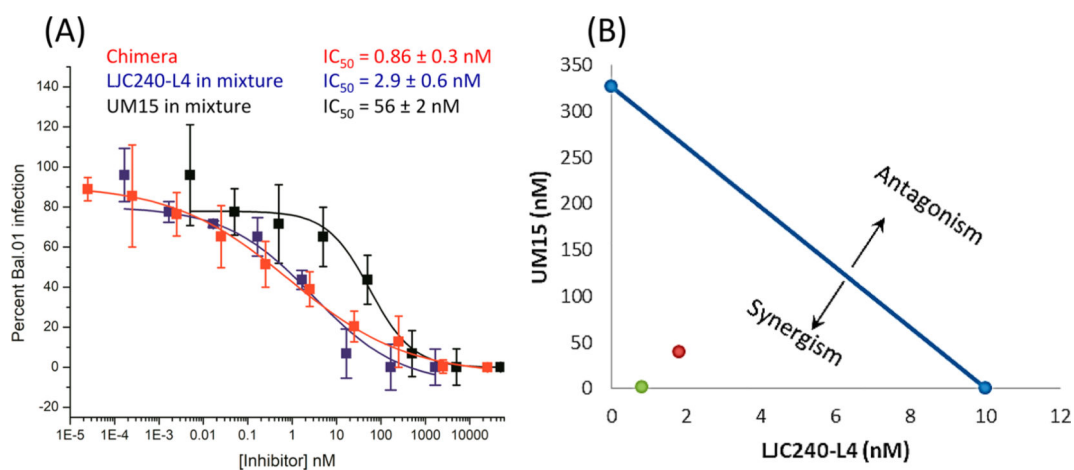 (A)
Chimera IC50 = 0.86 ± 0.3 nM
LJC240-L4 in mixture IC50 = 2.9 ± 0.6 nM
UM15 in mixture IC50 = 56 ± 2 nM
Percent Bal.01 infection
140
120
100
80
60
40
20
0
-20
1E-5 1E-4 1E-3 0.01 0.1 1 10 100 1000 10000
[Inhibitor] nM
(B)
UM15 (nM)
350
300
250
200
150
100
50
0
Antagonism
Synergism
0 2 4 6 8 10 12
LJC240-L4 (nM)